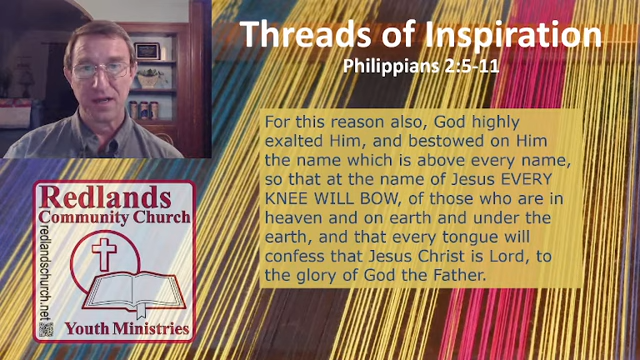 Threads of Inspiration
Philippians 2:5-11
For this reason also, God highly
exalted Him, and bestowed on Him
the name which is above every name,
so that at the name of Jesus EVERY
KNEE WILL BOW, of those who are in
heaven and on earth and under the
earth, and that every tongue will
confess that Jesus Christ is Lord, to
the glory of God the Father.
Redlands
Community Church
redlandschurch.net
Youth Ministries